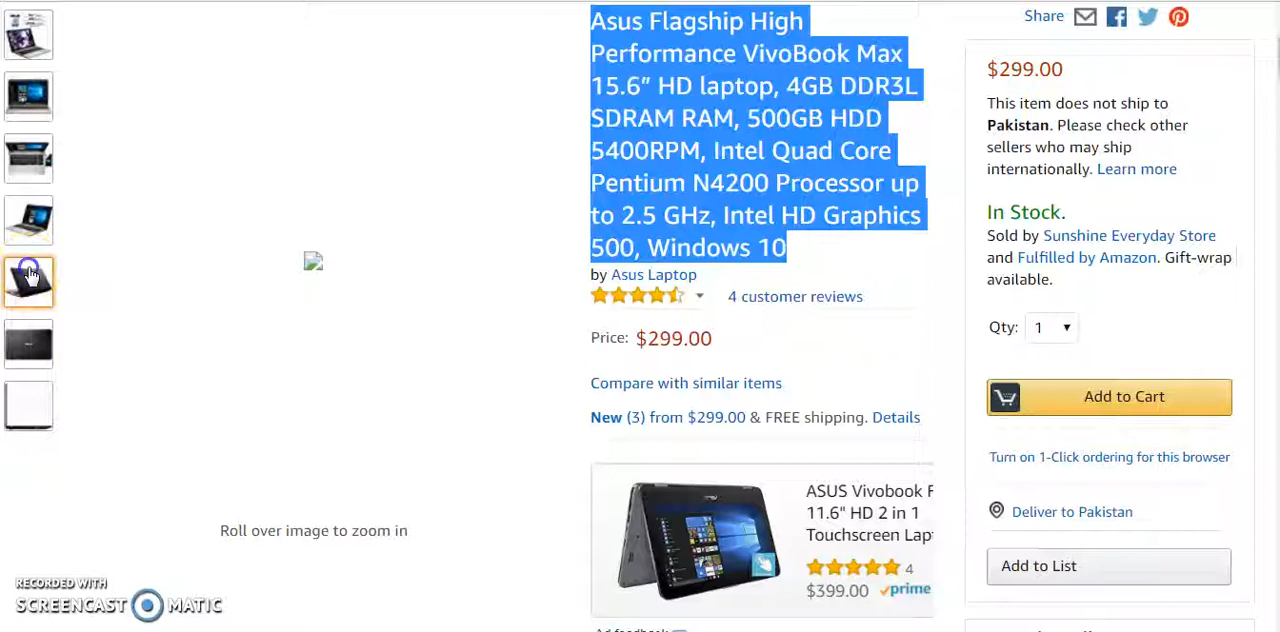 Asus Flagship High
Performance VivoBook Max
15.6” HD laptop, 4GB DDR3L
SDRAM RAM, 500GB HDD
5400RPM, Intel Quad Core
Pentium N4200 Processor up
to 2.5 GHz, Intel HD Graphics
500, Windows 10
by Asus Laptop
4 customer reviews
Price: $299.00
Compare with similar items
New (3) from $299.00 & FREE shipping. Details
ASUS Vivobook F
11.6" HD 2 in 1
Touchscreen Lap
4
$399.00 prime
Ad feedback
Roll over image to zoom in
RECORDED WITH
SCREENCAST MATIC
Share
$299.00
This item does not ship to
Pakistan. Please check other
sellers who may ship
internationally. Learn more
In Stock.
Sold by Sunshine Everyday Store
and Fulfilled by Amazon. Gift-wrap
available.
Qty: 1
Add to Cart
Turn on 1-Click ordering for this browser
Deliver to Pakistan
Add to List